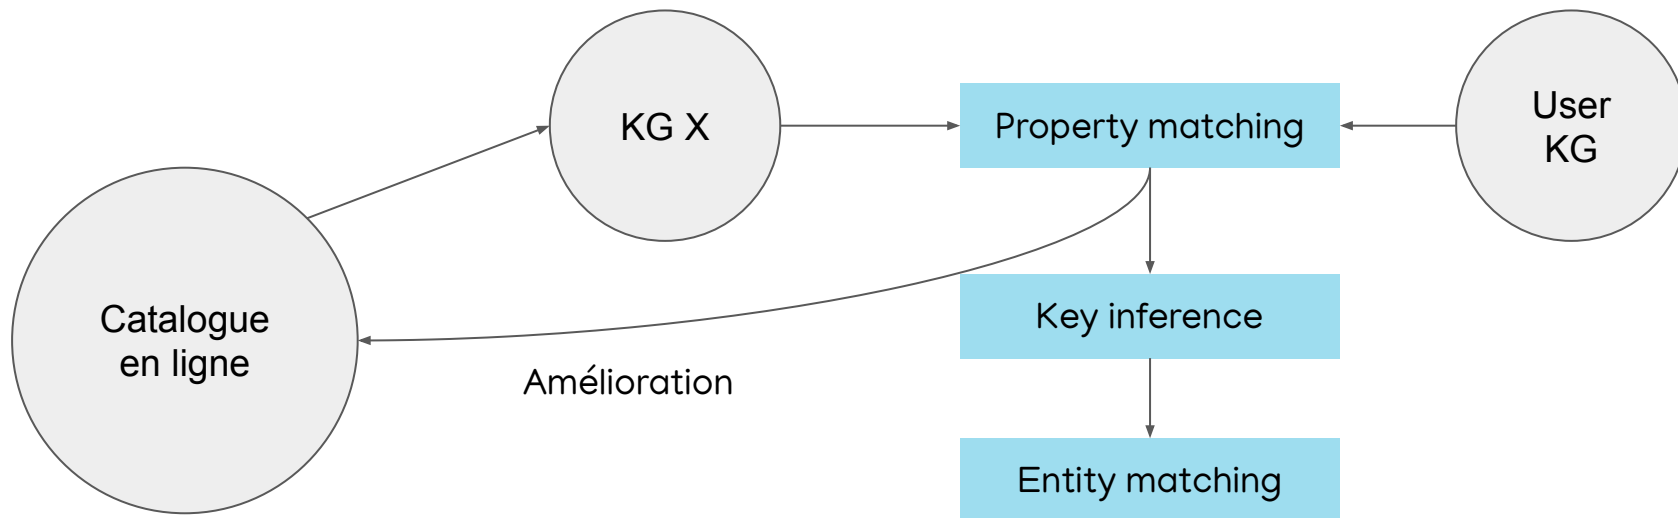 KG X
Property matching
User
KG
Catalogue
en ligne
Key inference
Amélioration
Entity matching